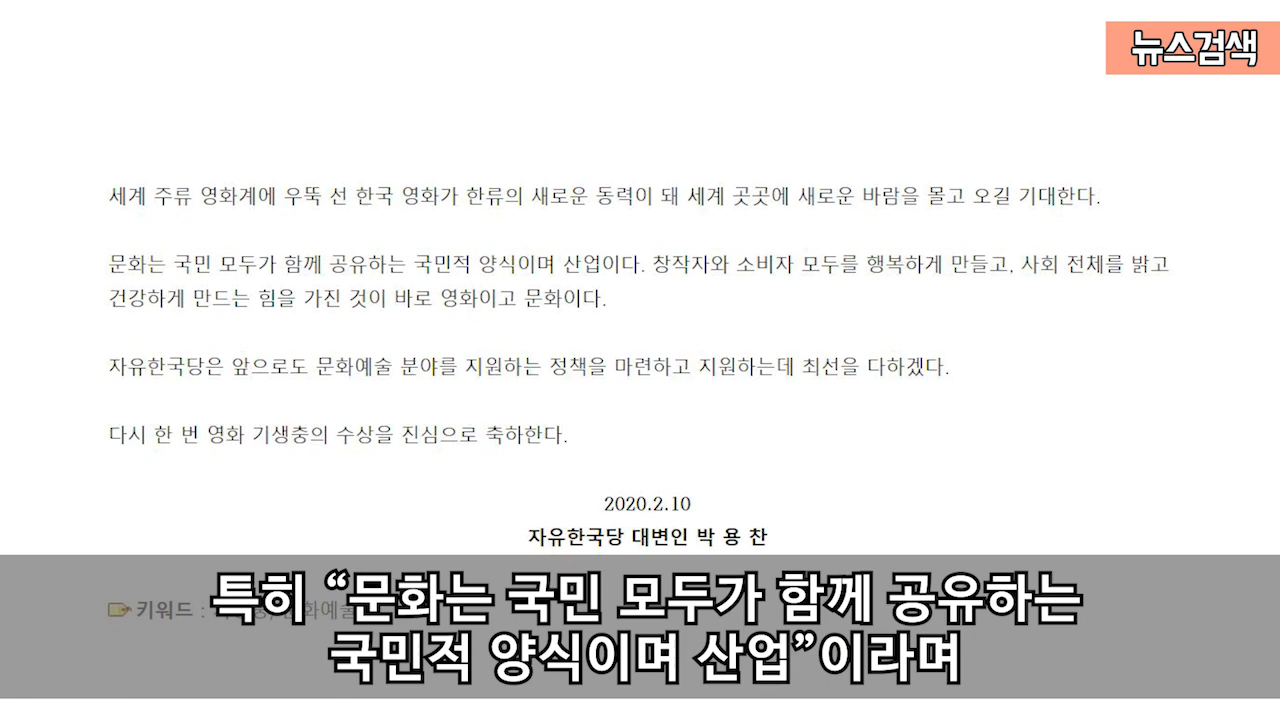 뉴스검색
세계 주류 영화계에 우뚝 선 한국 영화가 한류의 새로운 동력이 돼 세계 곳곳에 새로운 바람을 몰고 오길 기대한다.
문화는 국민 모두가 함께 공유하는 국민적 양식이며 산업이다. 창작자와 소비자 모두를 행복하게 만들고, 사회 전체를 밝고
건강하게 만드는 힘을 가진 것이 바로 영화이고 문화이다.
자유한국당은 앞으로도 문화예술 분야를 지원하는 정책을 마련하고 지원하는데 최선을 다하겠다.
다시 한 번 영화 기생충의 수상을 진심으로 축하한다.
2020.2.10
자유한국당 대변인 박 용 찬
키워드 :
특히 “문화는 국민 모두가 함께 공유하는
국민적 양식이며 산업”이라며